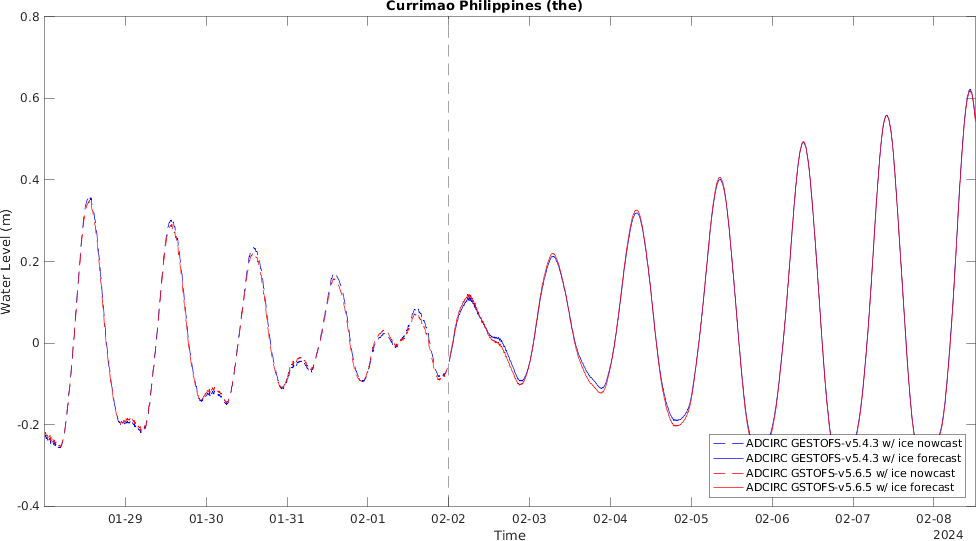 Currimao Philippines (the)
0.8
0.6
0.4
0.2
0
-0.2
-0.4
Water Level (m)
ADCIRC GESTOFS-v5.4.3 w/ ice nowcast
ADCIRC GESTOFS-v5.4.3 w/ ice forecast
ADCIRC GSTOFS-v5.6.5 w/ ice nowcast
ADCIRC GSTOFS-v5.6.5 w/ ice forecast
01-29 01-30 01-31 02-01 02-02 02-03 02-04 02-05 02-06 02-07 02-08
Time
2024